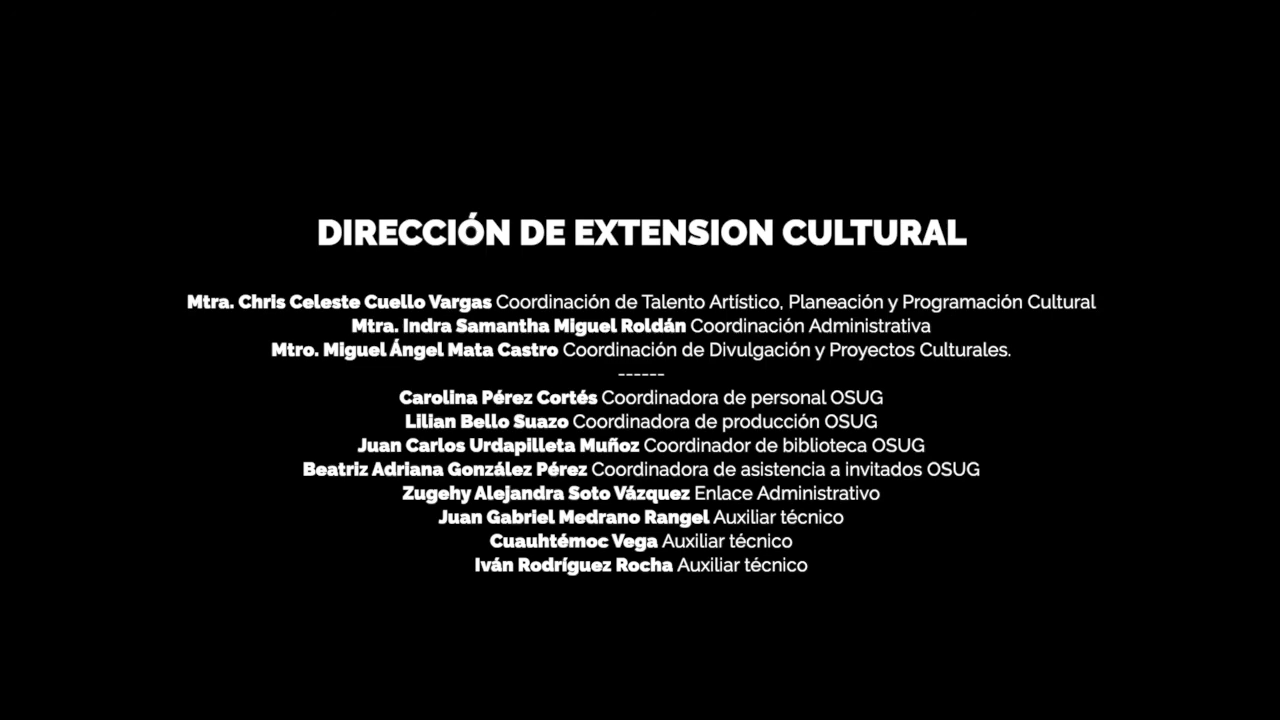 DIRECCIÓN DE EXTENSION CULTURAL
Mtra. Chris Celeste Cuello Vargas Coordinación de Talento Artístico, Planeación y Programación Cultural
Mtra. Indra Samantha Miguel Roldán Coordinación Administrativa
Mtro. Miguel Ángel Mata Castro Coordinación de Divulgación y Proyectos Culturales.
------
Carolina Pérez Cortés Coordinadora de personal OSUG
Lilian Bello Suazo Coordinadora de producción OSUG
Juan Carlos Urdapilleta Muñoz Coordinador de biblioteca OSUG
Beatriz Adriana González Pérez Coordinadora de asistencia a invitados OSUG
Zugehy Alejandra Soto Vázquez Enlace Administrativo
Juan Gabriel Medrano Rangel Auxiliar técnico
Cuauhtémoc Vega Auxiliar técnico
Iván Rodríguez Rocha Auxiliar técnico